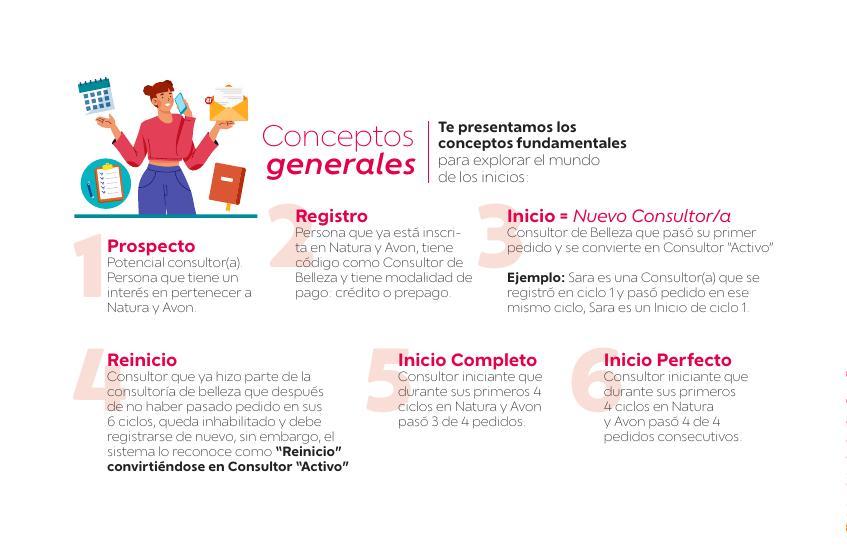 Conceptos
generales
Te presentamos los
conceptos fundamentales
para explorar el mundo
de los inicios:
1
Prospecto
Potencial consultor(a).
Persona que tiene un
interés en pertenecer a
Natura y Avon.
2
Registro
Persona que ya está inscri-
ta en Natura y Avon, tiene
código como Consultor de
Belleza y tiene modalidad de
pago: crédito o prepago.
3
Inicio = Nuevo Consultor/a
Consultor de Belleza que pasó su primer
pedido y se convierte en Consultor “Activo”
Ejemplo: Sara es una Consultor(a) que se
registró en ciclo 1 y pasó pedido en ese
mismo ciclo, Sara es un Inicio de ciclo 1.
4
Reinicio
Consultor que ya hizo parte de la
consultoría de belleza que después
de no haber pasado pedido en sus
6 ciclos, queda inhabilitado y debe
registrarse de nuevo, sin embargo, el
sistema lo reconoce como “Reinicio”
convirtiéndose en Consultor “Activo”
5
Inicio Completo
Consultor iniciante que
durante sus primeros 4
ciclos en Natura y Avon
pasó 3 de 4 pedidos.
6
Inicio Perfecto
Consultor iniciante que
durante sus primeros
4 ciclos en Natura
y Avon pasó 4 de 4
pedidos consecutivos.